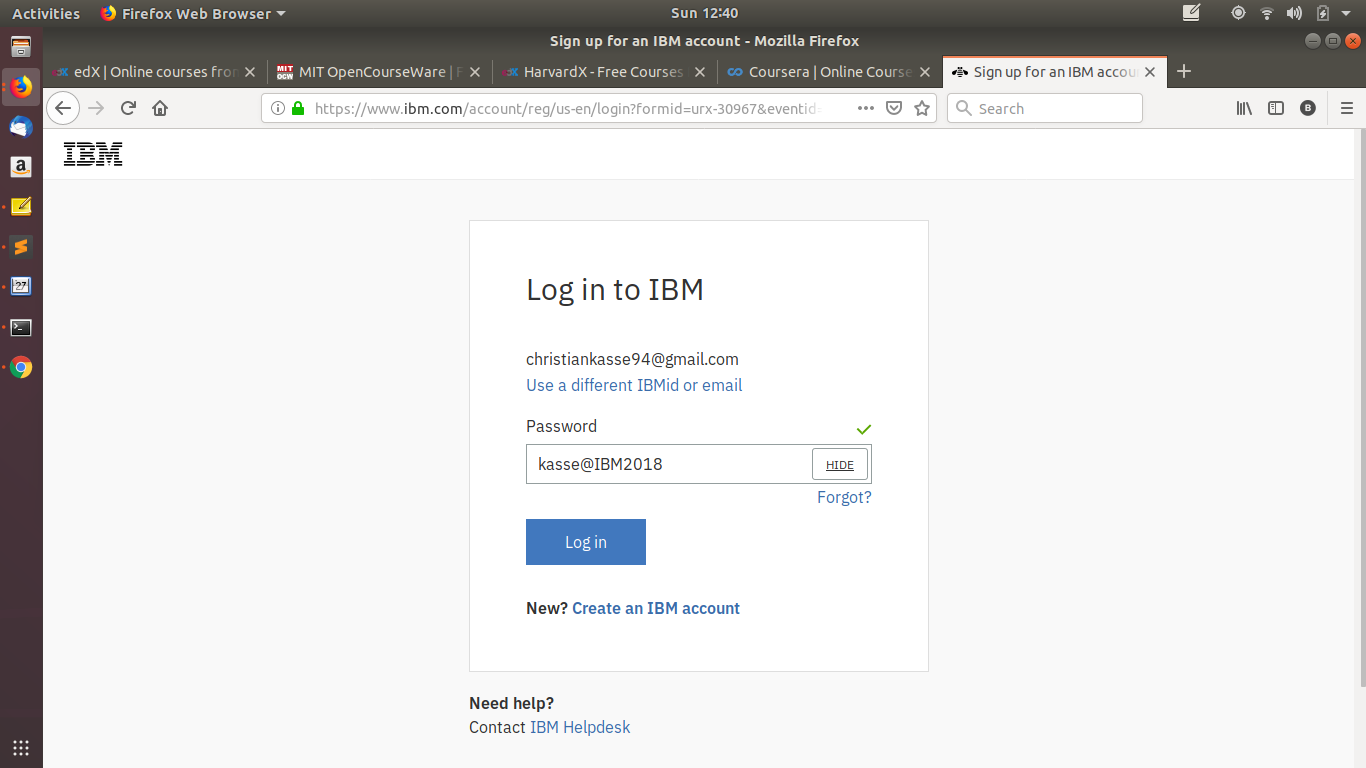 Activities Firefox Web Browser Sun 12:40
Sign up for an IBM account - Mozilla Firefox
edX | Online courses from MIT OpenCourseWare | F HarvardX - Free Courses Coursera | Online Course Sign up for an IBM accou
https://www.ibm.com/account/reg/us-en/login?formid=urx-30967&eventid= Search B
IBM
Log in to IBM
christiankasse94@gmail.com
Use a different IBMid or email
Password
kasse@IBM2018 HIDE
Forgot?
Log in
New? Create an IBM account
Need help?
Contact IBM Helpdesk